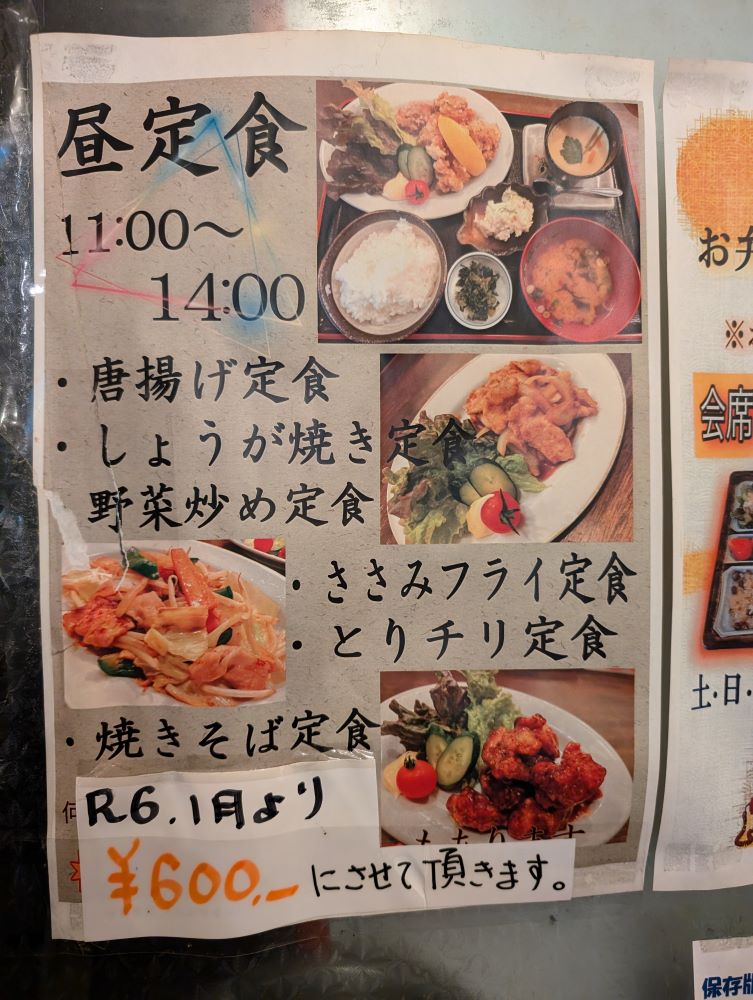 昼定食
11:00～
14:00
・唐揚げ定食
・しょうが焼き定食
野菜炒め定食
・ささみフライ定食
・とりチリ定食
・焼きそば定食
何
R6.1月より
¥600.-にさせて頂きます。
お弁
※
会席
土・日・
保存版